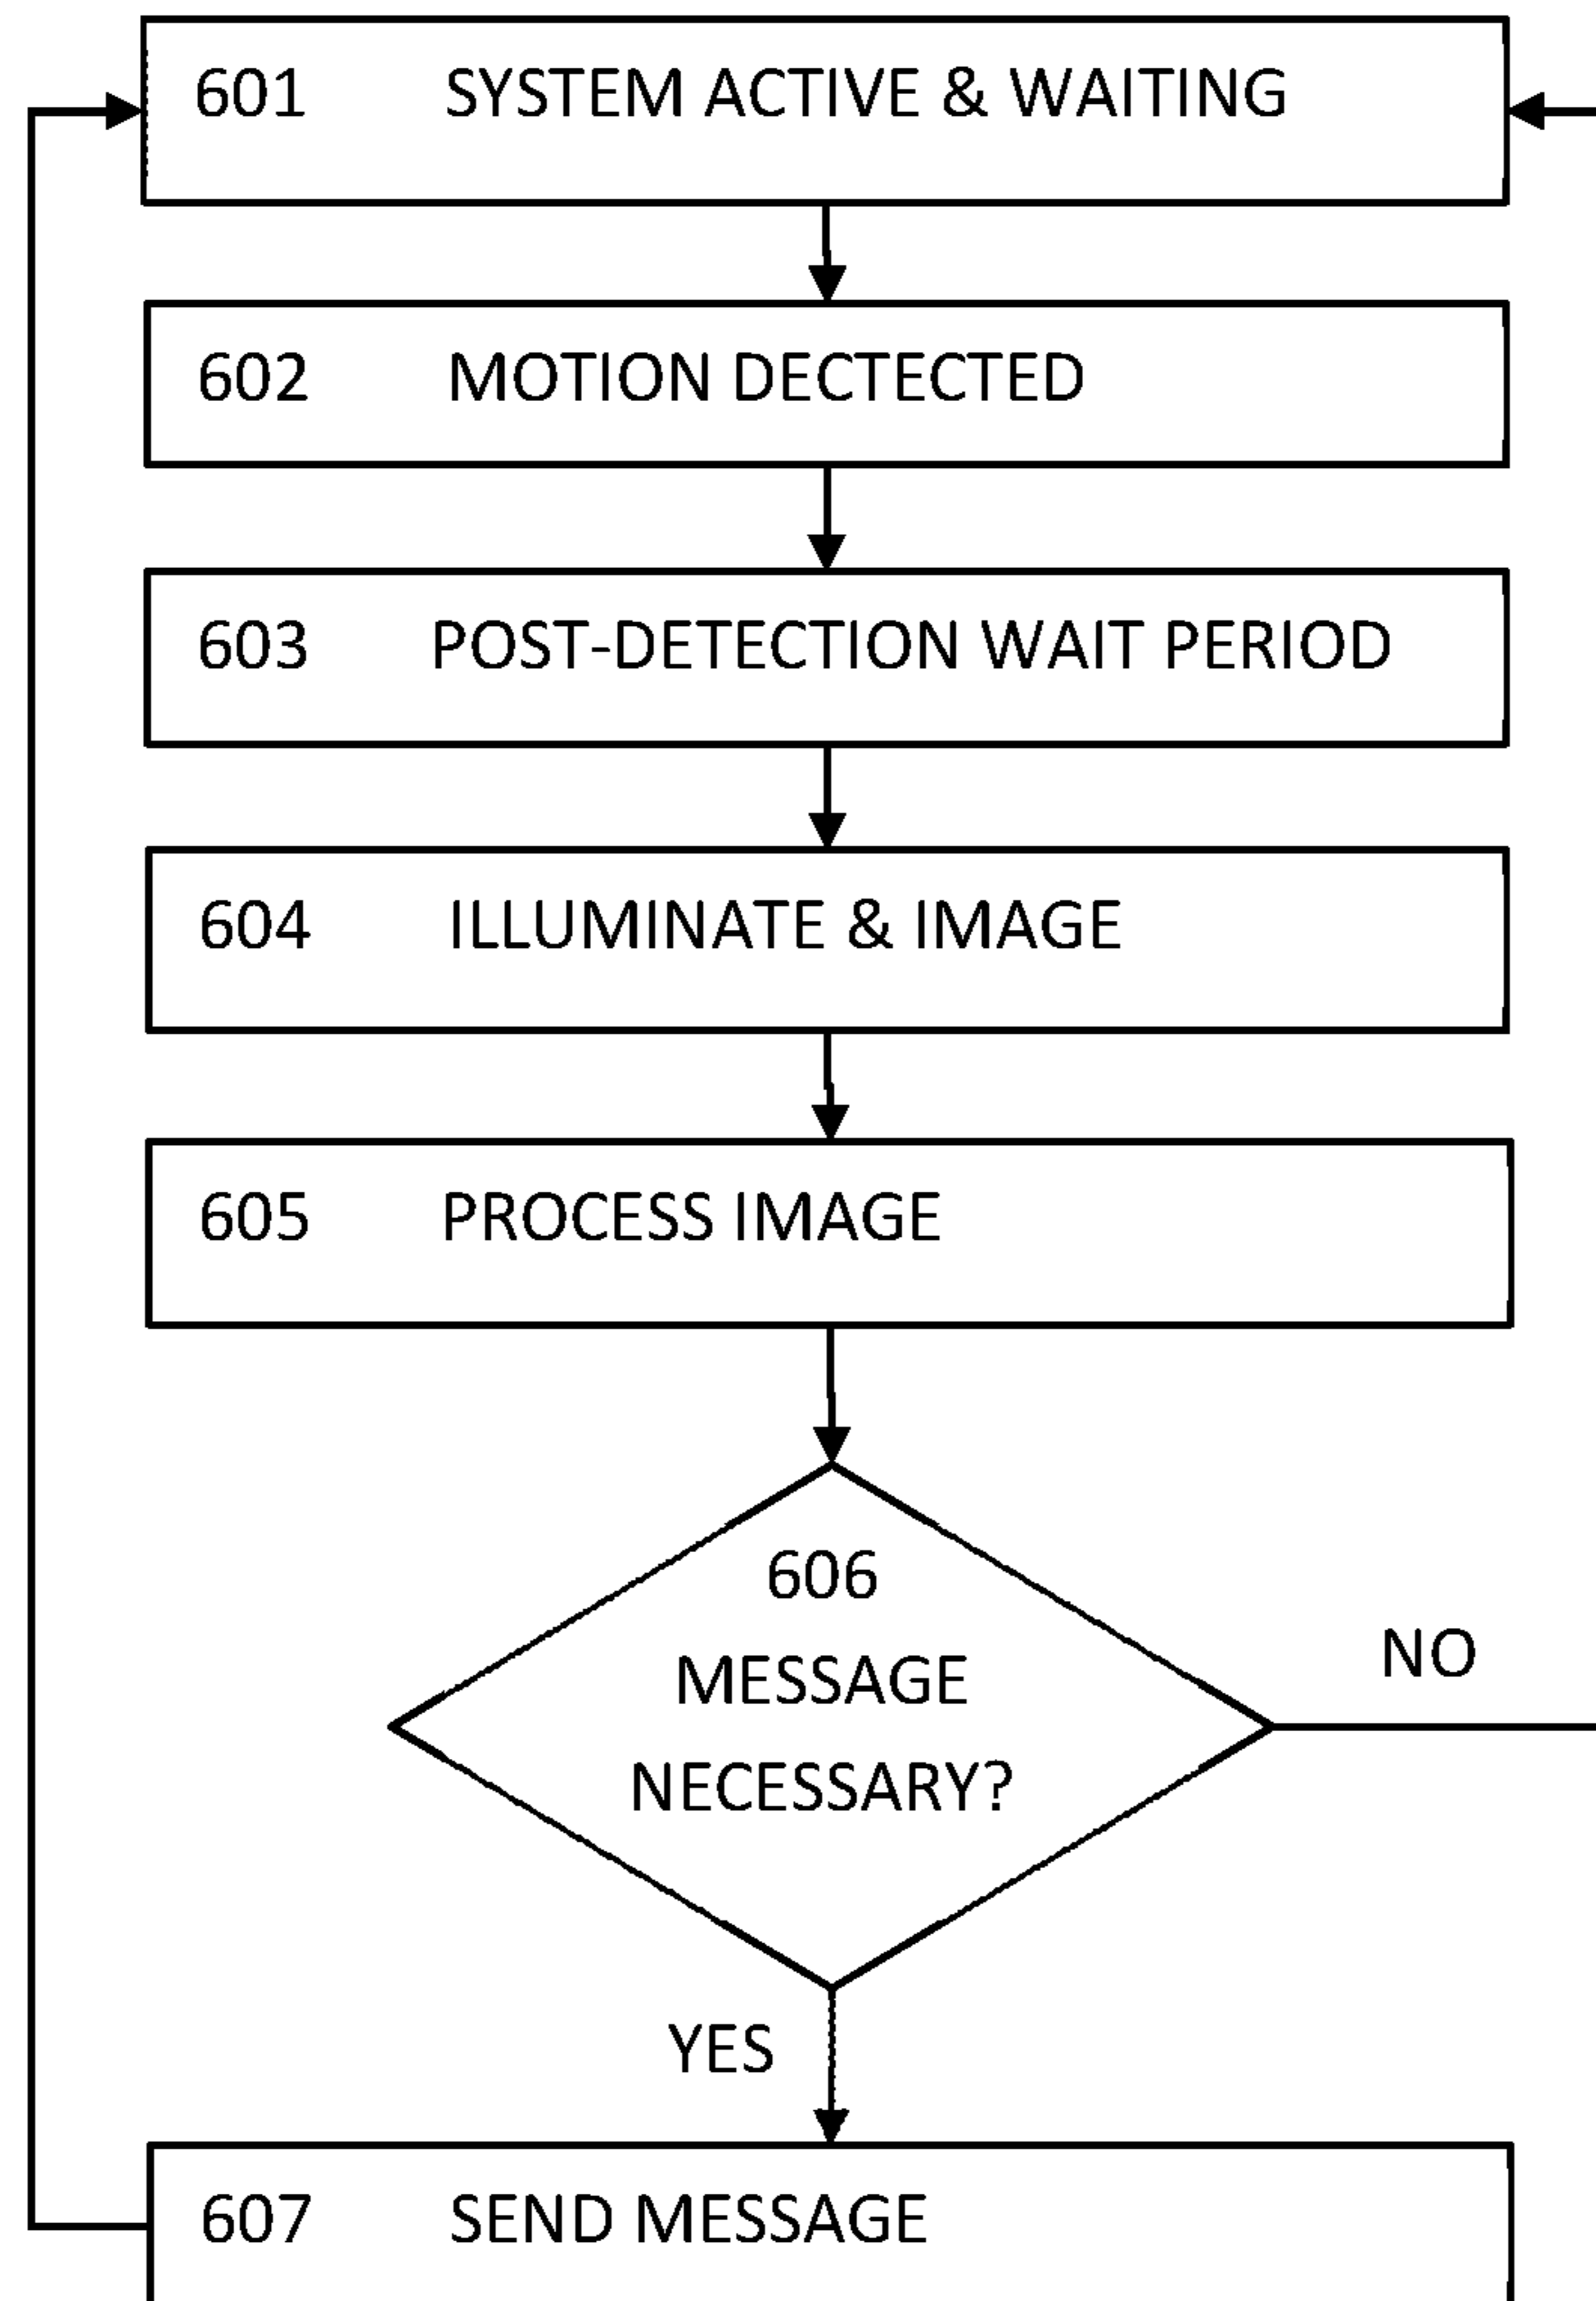 601 SYSTEM ACTIVE & WAITING
602 MOTION DECTECTED
603 POST-DETECTION WAIT PERIOD
604 ILLUMINATE & IMAGE
605 PROCESS IMAGE
606
MESSAGE
NECESSARY?
NO
YES
607 SEND MESSAGE